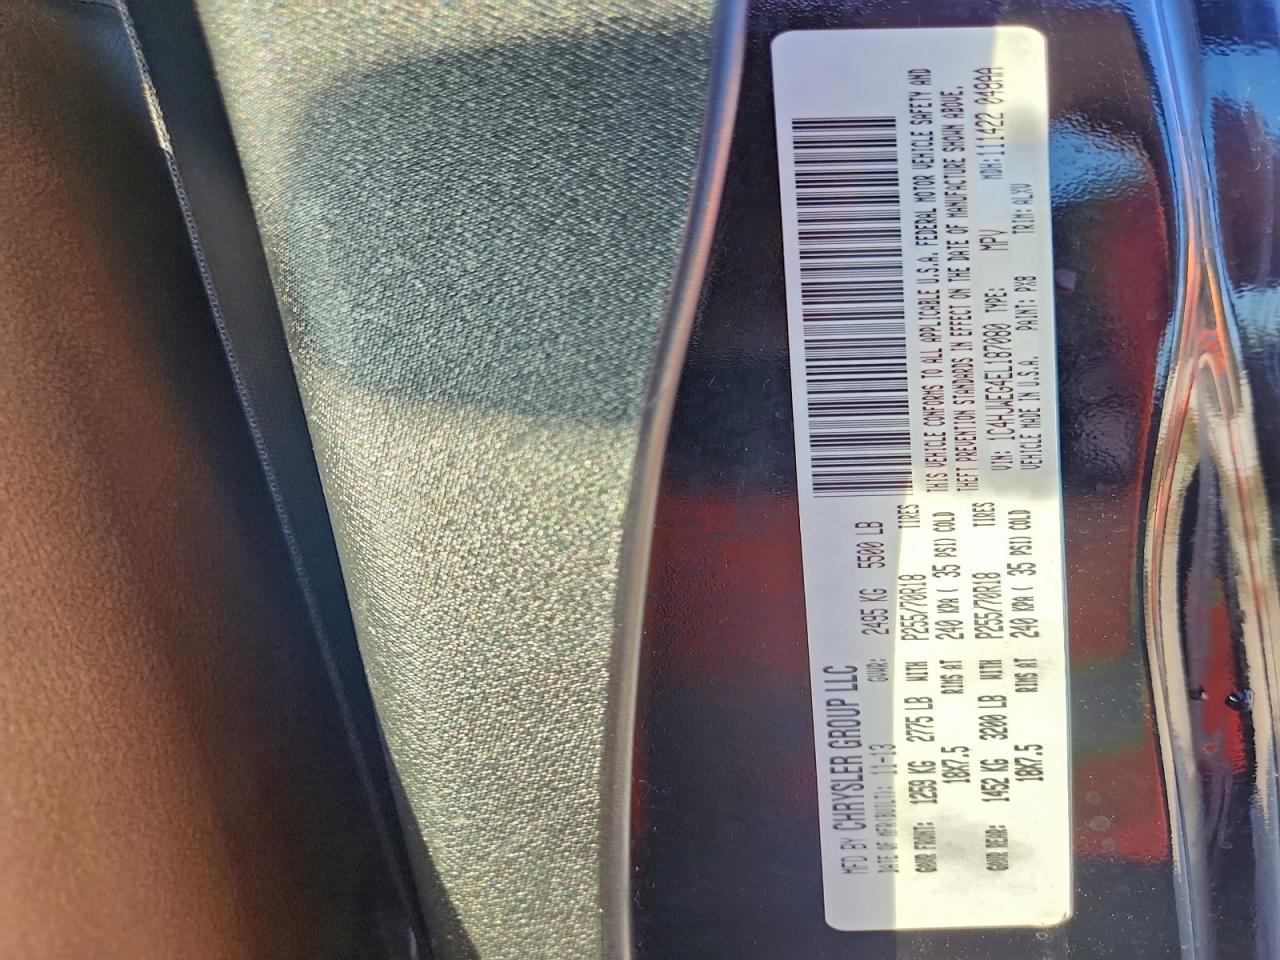 MFD BY CHRYSLER GROUP LLC
DATE OF MFR(BUILT): 11-13 GVWR: 2495 KG 5500 LB
GAWR FRONT: 1259 KG 2775 LB WITH P255/70R18 TIRES
18X7.5 RIMS AT 240 KPA ( 35 PSI) COLD
GAWR REAR: 1452 KG 3200 LB WITH P255/70R18 TIRES
18X7.5 RIMS AT 240 KPA ( 35 PSI) COLD
THIS VEHICLE CONFORMS TO ALL APPLICABLE U.S.A. FEDERAL MOTOR VEHICLE SAFETY AND
THEFT PREVENTION STANDARDS IN EFFECT ON THE DATE OF MANUFACTURE SHOWN ABOVE.
VIN: 1C4HJWEG4EL187080 TYPE: MPV MDH: 111422 048AA
VEHICLE MADE IN U.S.A. PAINT: PX8 TRIM: ALXV